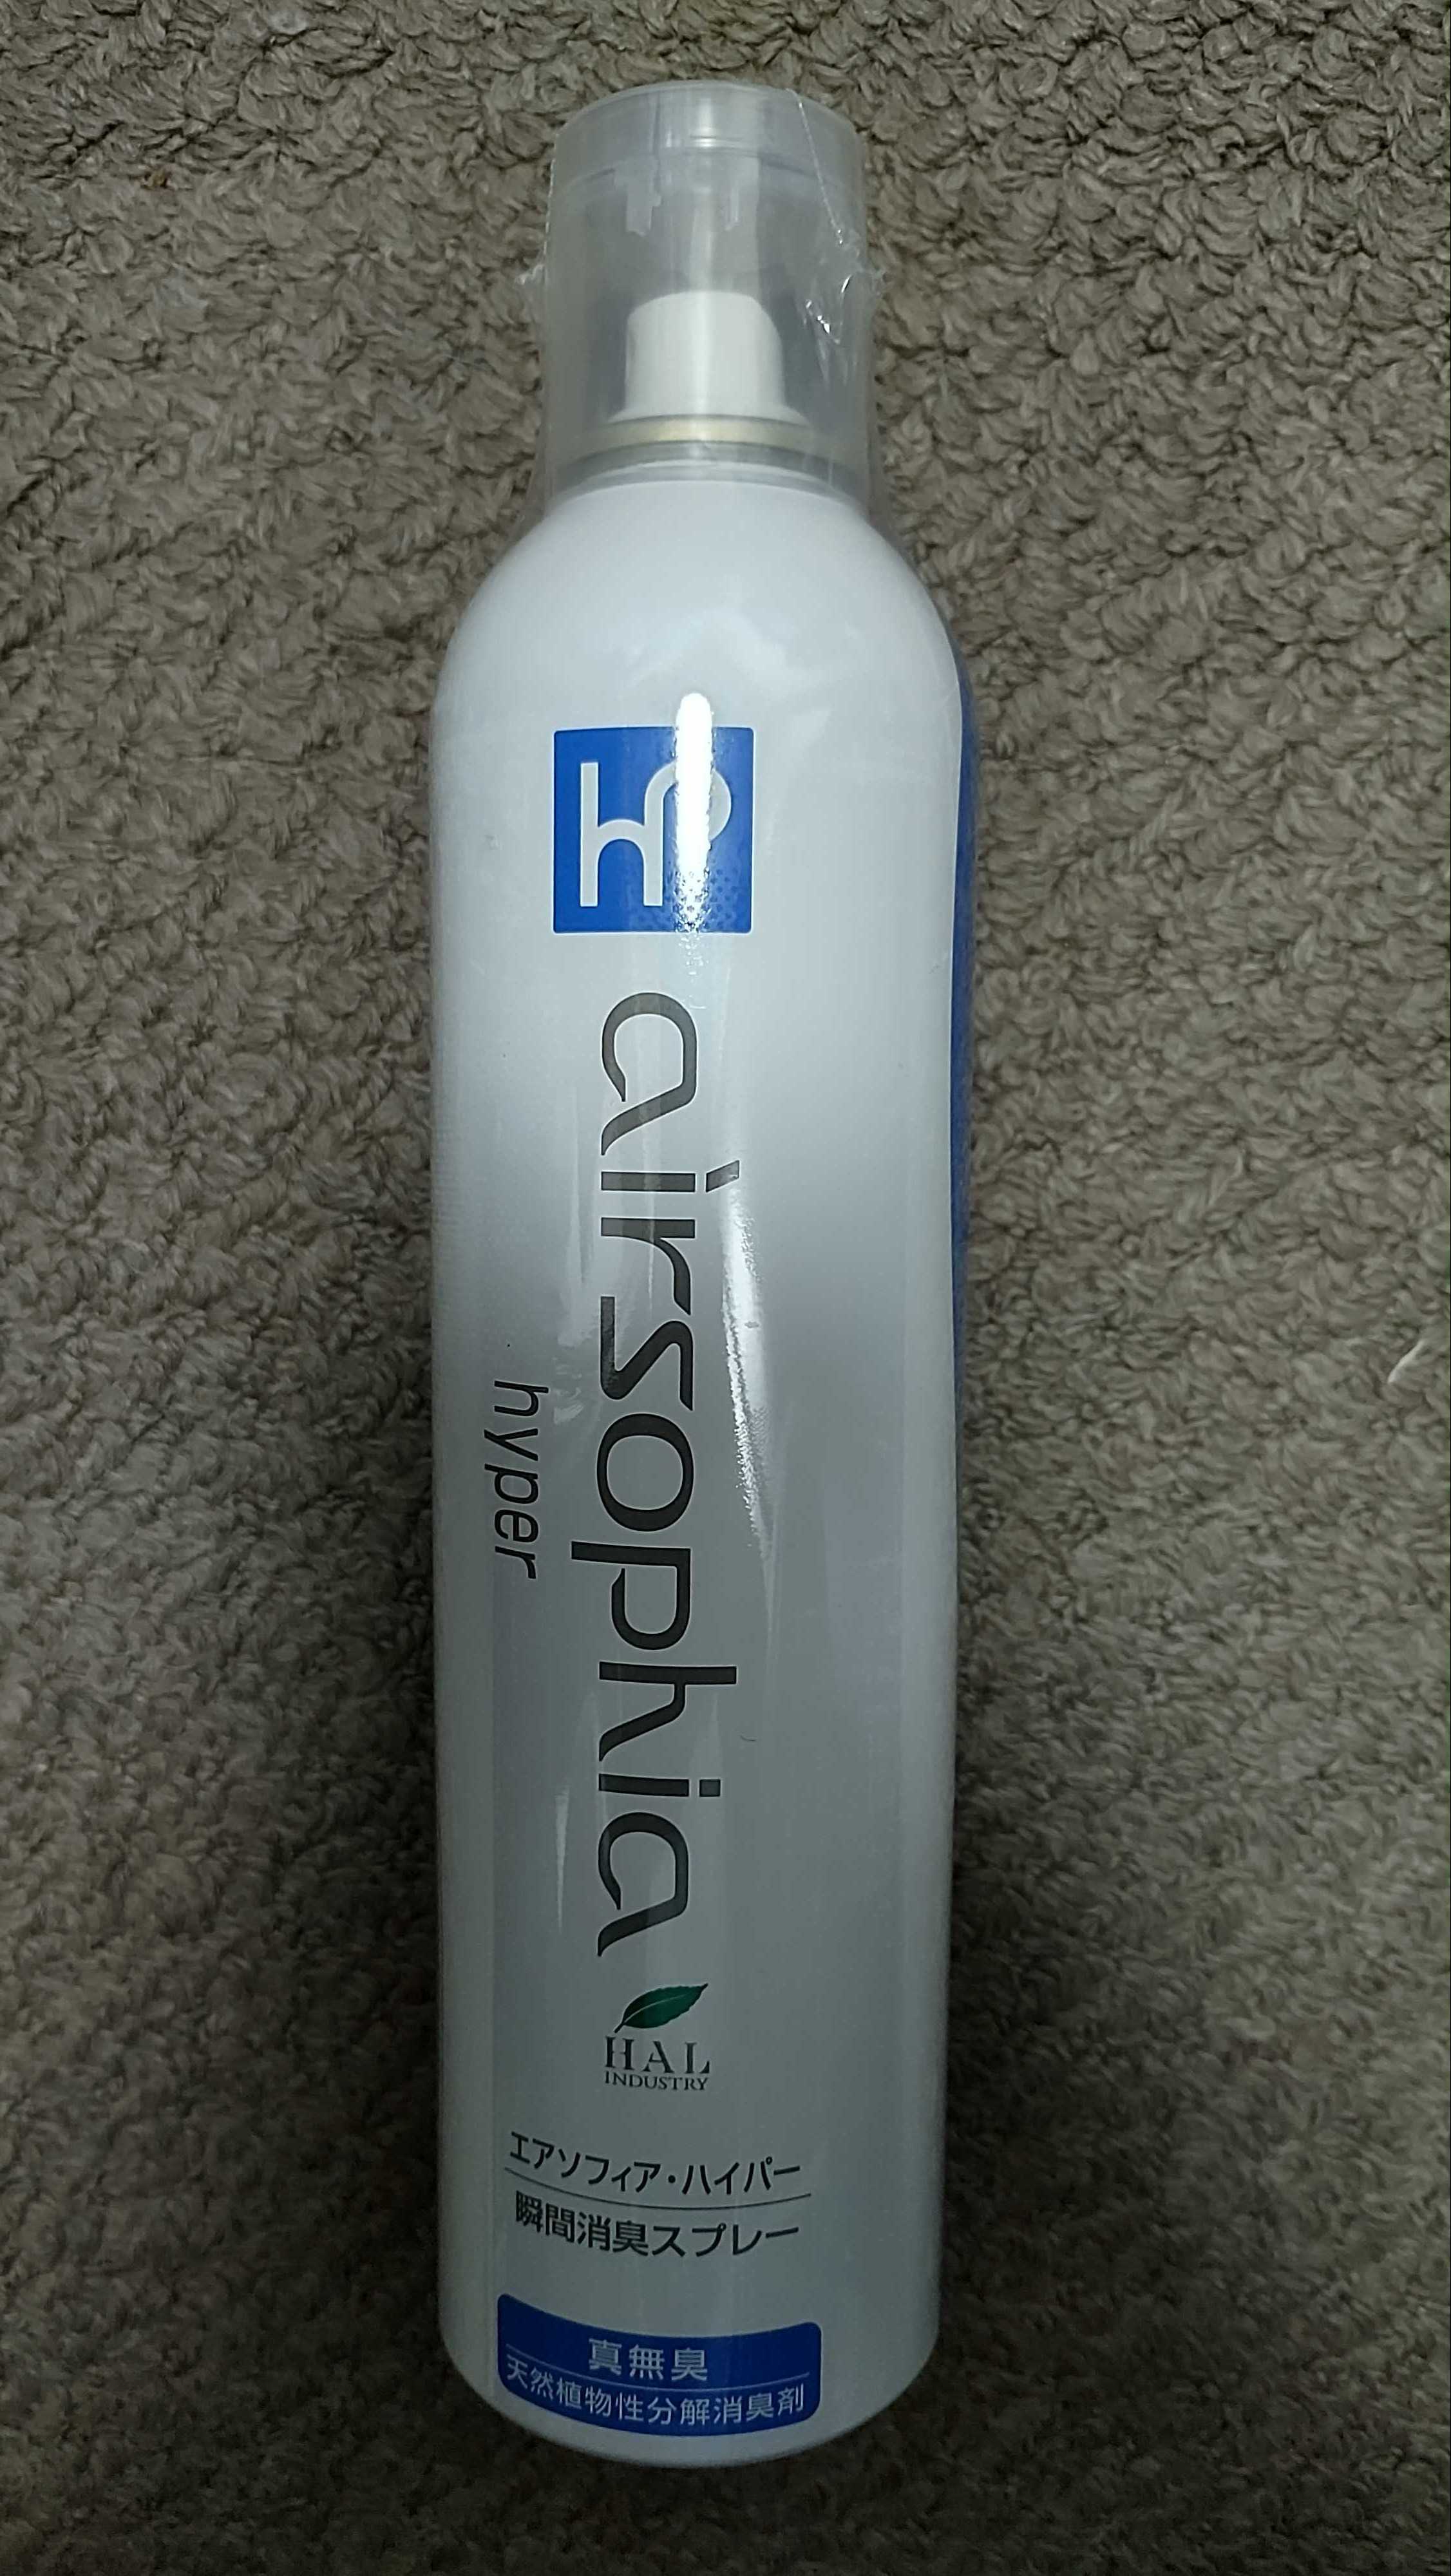 hp
airsophia
hyper
HAL
INDUSTRY
エアソフィア・ハイパー
瞬間消臭スプレー
真無臭
天然植物性分解消臭剤